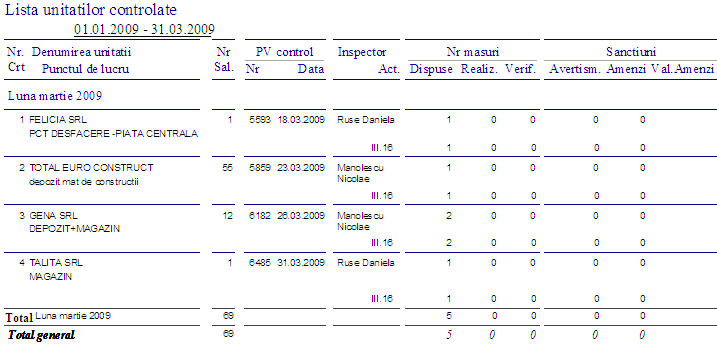 Lista unitatilor controlate
01.01.2009 - 31.03.2009
Nr. Denumirea unitatii Nr PV control Inspector Nr masuri Sanctiuni
Crt Punctul de lucru Sal. Nr Data Act. Dispuse Realiz. Verif. Avertism. Amenzi Val.Amenzi
Luna martie 2009
1 FELICIA SRL 1 5593 18.03.2009 Ruse Daniela 1 0 0 0 0
PCT DESFACERE -PIATA CENTRALA
III.16 1 0 0 0 0
2 TOTAL EURO CONSTRUCT 55 5859 23.03.2009 Manolescu 1 0 0 0 0
depozit mat de constructii Nicolae
III.16 1 0 0 0 0
3 GENA SRL 12 6182 26.03.2009 Manolescu 2 0 0 0 0
DEPOZIT+MAGAZIN Nicolae
III.16 2 0 0 0 0
4 TALITA SRL 1 6485 31.03.2009 Ruse Daniela 1 0 0 0 0
MAGAZIN
III.16 1 0 0 0 0
Total Luna martie 2009 69 5 0 0 0 0
Total general 69 5 0 0 0 0